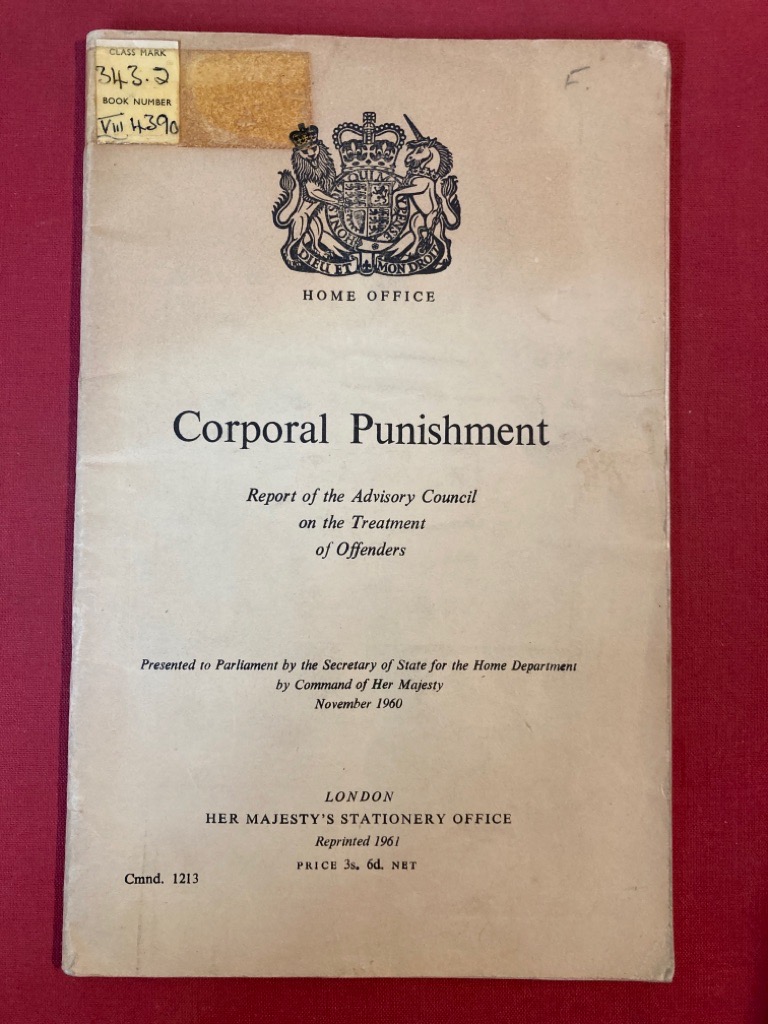 CLASS MARK
343.2
BOOK NUMBER
VIII 4390
F.
DIEU ET MON DROIT
HOME OFFICE
Corporal Punishment
Report of the Advisory Council
on the Treatment
of Offenders
Presented to Parliament by the Secretary of State for the Home Department
by Command of Her Majesty
November 1960
LONDON
HER MAJESTY'S STATIONERY OFFICE
Reprinted 1961
PRICE 3s. 6d. NET
Cmnd. 1213